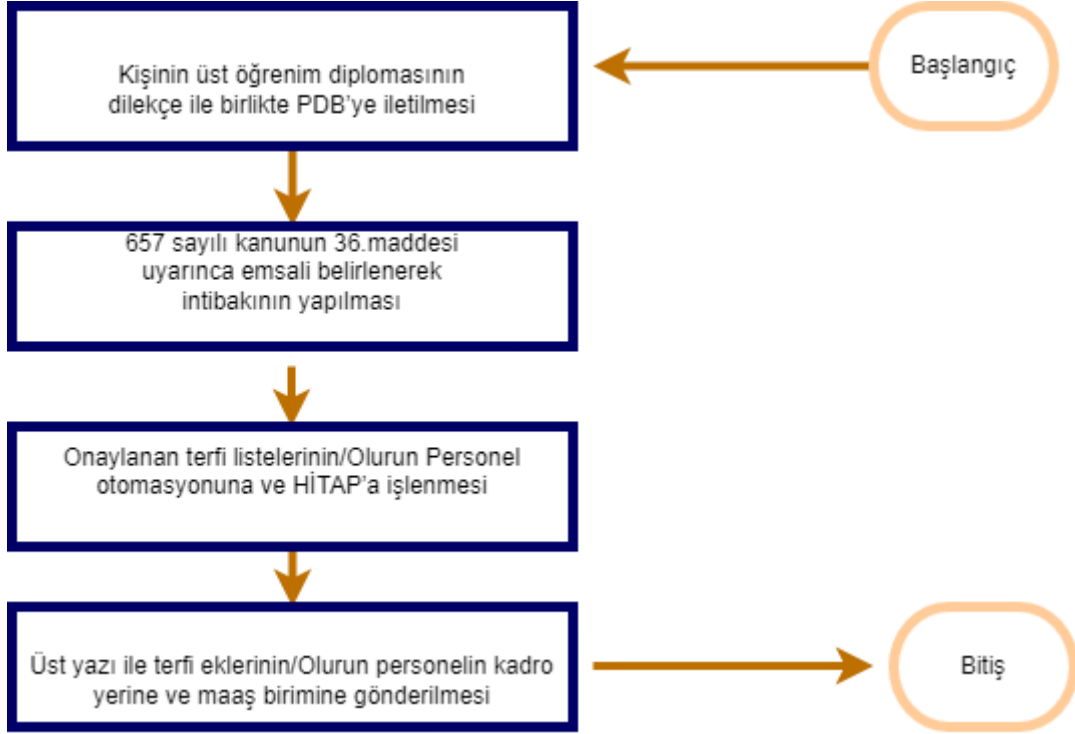 Başlangıç
Kişinin üst öğrenim diplomasının
dilekçe ile birlikte PDB'ye iletilmesi
657 sayılı kanunun 36.maddesi
uyarınca emsali belirlenerek
intibakının yapılması
Onaylanan terfi listelerinin/Olurun Personel
otomasyonuna ve HİTAP'a işlenmesi
Üst yazı ile terfi eklerinin/Olurun personelin kadro
yerine ve maaş birimine gönderilmesi
Bitiş